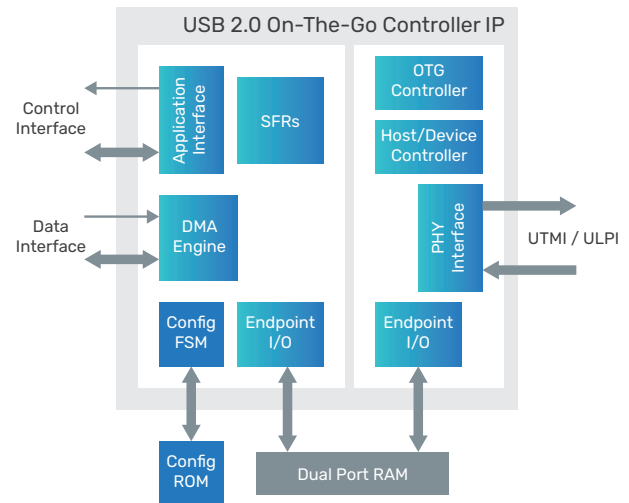 USB 2.0 On-The-Go Controller IP
Control
Interface
Application
Interface
SFRs
OTG
Controller
Host/Device
Controller
Data
Interface
DMA
Engine
PHY
Interface
UTMI / ULPI
Config
FSM
Endpoint
I/O
Endpoint
I/O
Config
ROM
Dual Port RAM